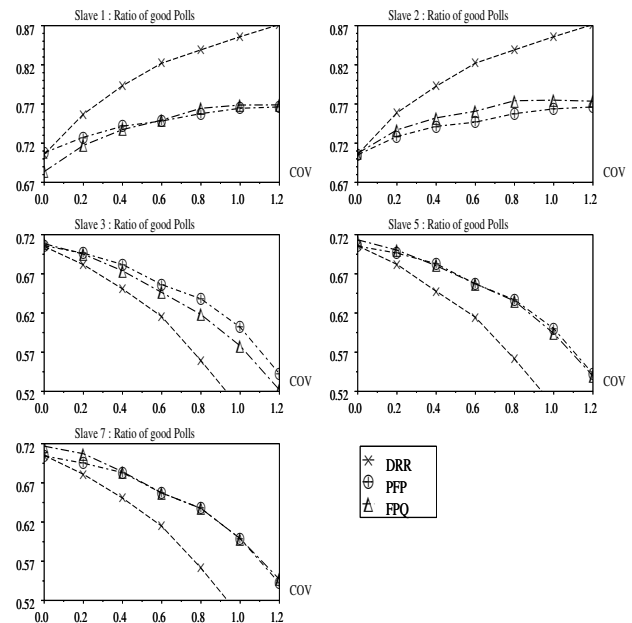 Slave 1 : Ratio of good Polls
0.87
0.82
0.77
0.72
0.67
COV
0.0 0.2 0.4 0.6 0.8 1.0 1.2
Slave 2 : Ratio of good Polls
0.87
0.82
0.77
0.72
0.67
COV
0.0 0.2 0.4 0.6 0.8 1.0 1.2
Slave 3 : Ratio of good Polls
0.72
0.67
0.62
0.57
0.52
COV
0.0 0.2 0.4 0.6 0.8 1.0 1.2
Slave 5 : Ratio of good Polls
0.72
0.67
0.62
0.57
0.52
COV
0.0 0.2 0.4 0.6 0.8 1.0 1.2
Slave 7 : Ratio of good Polls
0.72
0.67
0.62
0.57
0.52
COV
0.0 0.2 0.4 0.6 0.8 1.0 1.2
DRR
PFP
FPQ